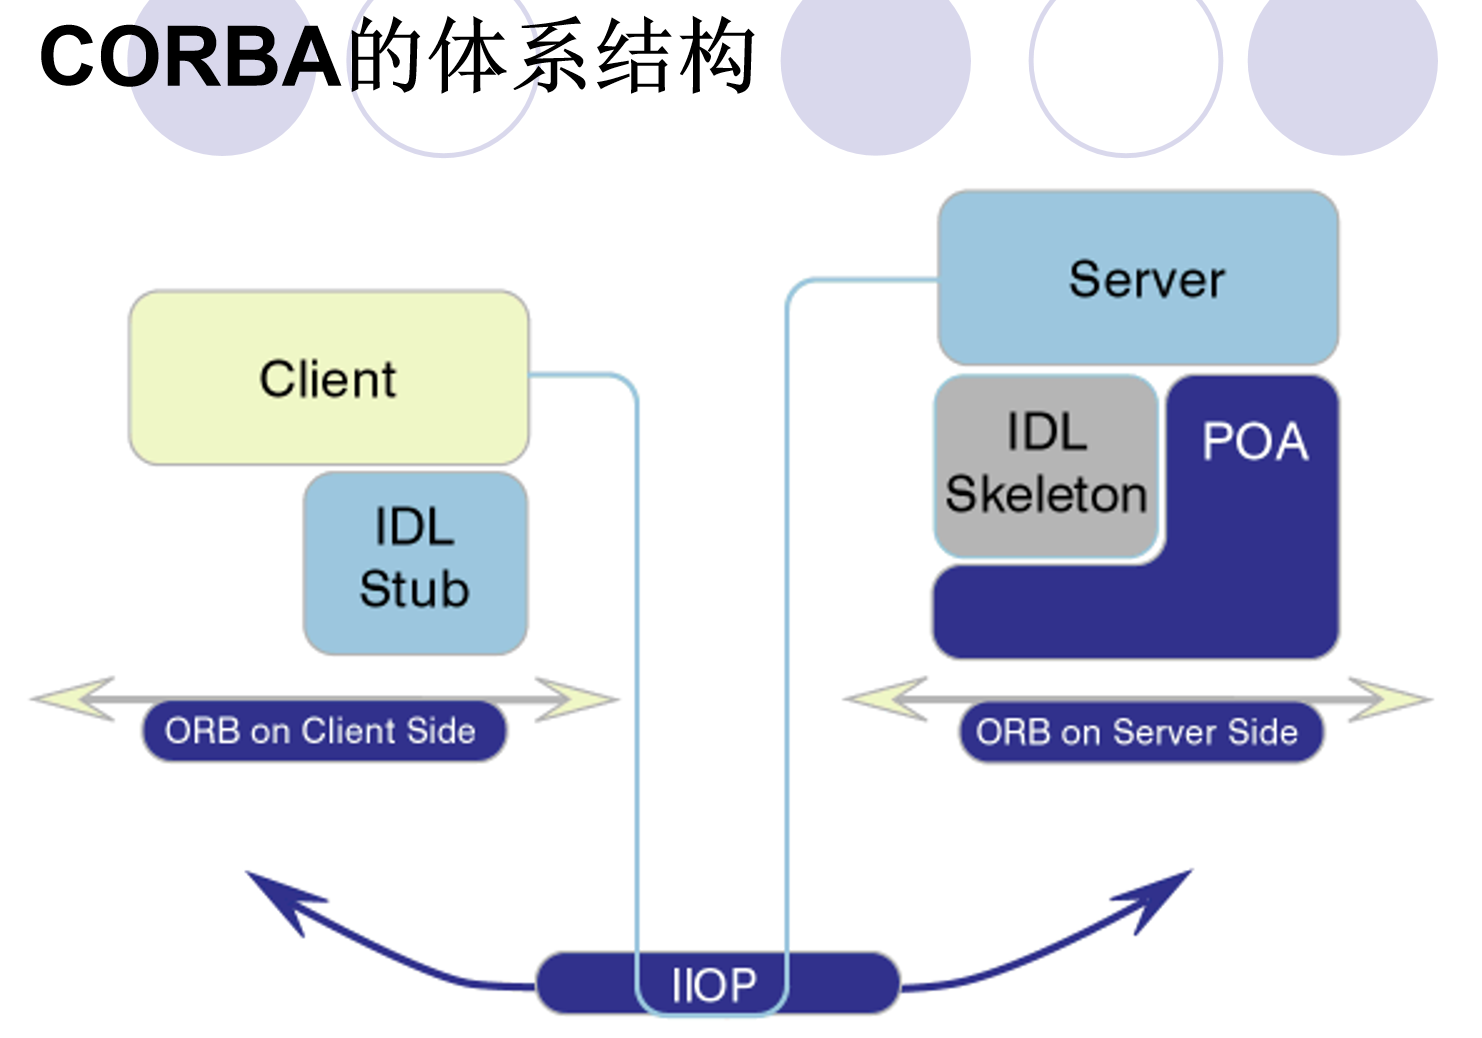 CORBA的体系结构
Server
Client
IDL
Skeleton
POA
IDL
Stub
ORB on Client Side
ORB on Server Side
IIOP